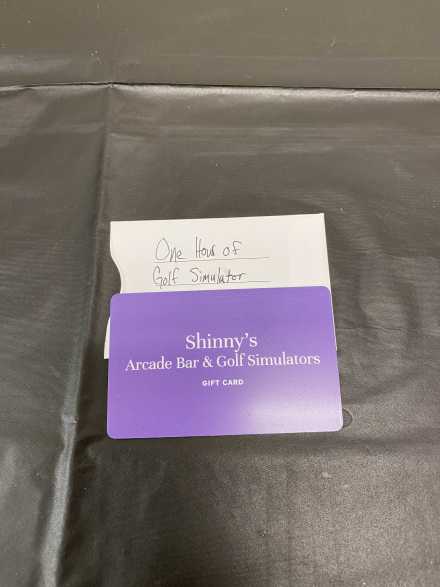 One Hour of
Golf Simulator
Shinny's
Arcade Bar & Golf Simulators
GIFT CARD